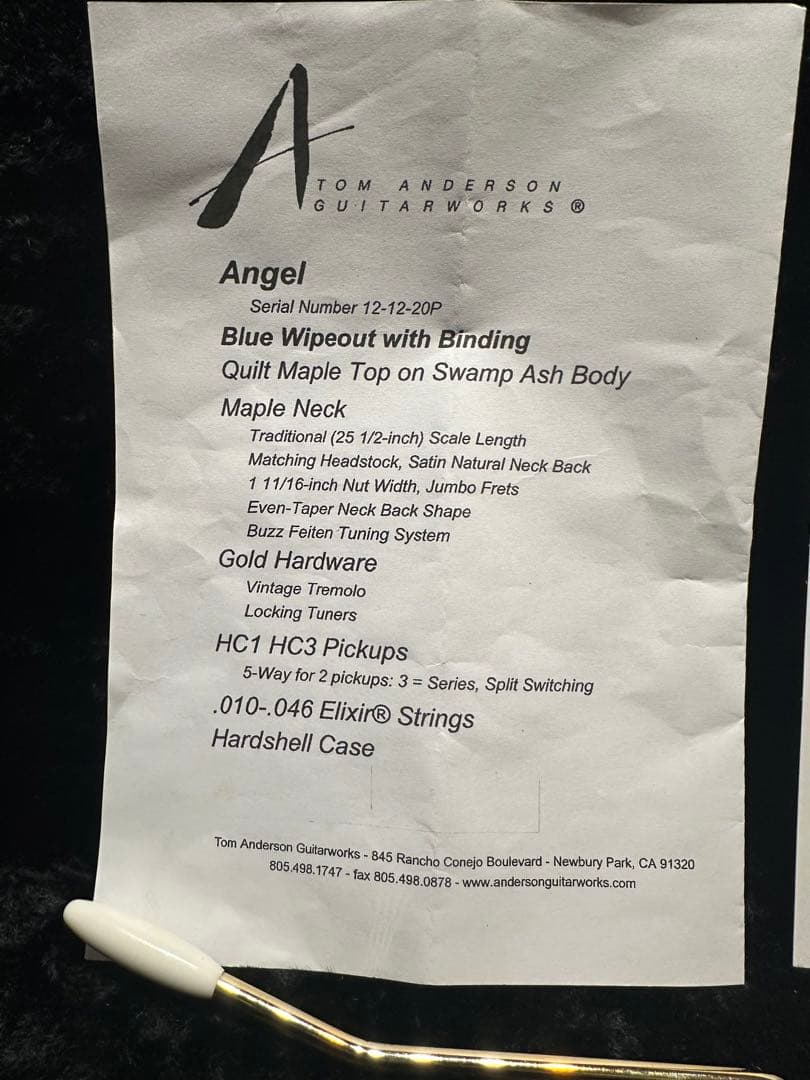 A
TOM ANDERSON
GUITARWORKS ®
Angel
Serial Number 12-12-20P
Blue Wipeout with Binding
Quilt Maple Top on Swamp Ash Body
Maple Neck
Traditional (25 1/2-inch) Scale Length
Matching Headstock, Satin Natural Neck Back
1 11/16-inch Nut Width, Jumbo Frets
Even-Taper Neck Back Shape
Buzz Feiten Tuning System
Gold Hardware
Vintage Tremolo
Locking Tuners
HC1 HC3 Pickups
5-Way for 2 pickups: 3 = Series, Split Switching
.010-.046 Elixir® Strings
Hardshell Case
Tom Anderson Guitarworks - 845 Rancho Conejo Boulevard - Newbury Park, CA 91320
805.498.1747 - fax 805.498.0878 - www.andersonguitarworks.com